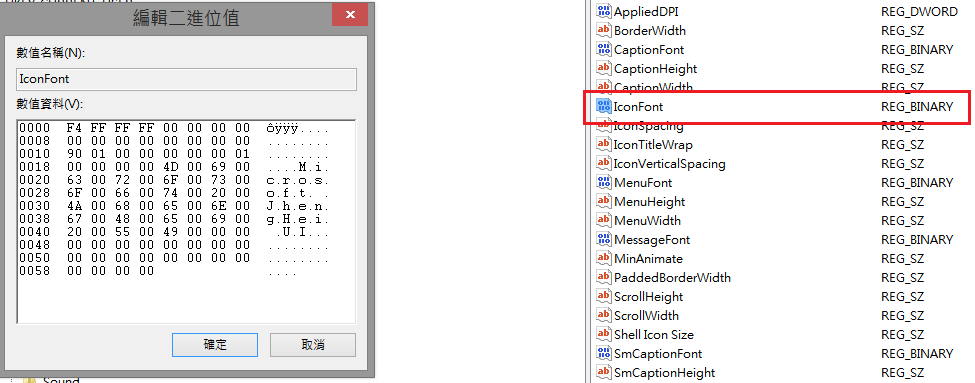 編輯二進位值
數值名稱(N):
IconFont
數值資料(V):
0000 F4 FF FF FF 00 00 00 00 ôÿÿÿ....
0008 00 00 00 00 00 00 00 00 ........
0010 90 01 00 00 00 00 00 01 ........
0018 00 00 00 00 4D 00 69 00 ....M.i.
0020 63 00 72 00 6F 00 73 00 c.r.o.s.
0028 6F 00 66 00 74 00 20 00 o.f.t. .
0030 4A 00 68 00 65 00 6E 00 J.h.e.n.
0038 67 00 48 00 65 00 69 00 g.H.e.i.
0040 20 00 55 00 49 00 00 00  .U.I...
0048 00 00 00 00 00 00 00 00 ........
0050 00 00 00 00 00 00 00 00 ........
0058 00 00 00 00 ....
確定
取消
Sound
AppliedDPI REG_DWORD
BorderWidth REG_SZ
CaptionFont REG_BINARY
CaptionHeight REG_SZ
CaptionWidth REG_SZ
IconFont REG_BINARY
IconSpacing REG_SZ
IconTitleWrap REG_SZ
IconVerticalSpacing REG_SZ
MenuFont REG_BINARY
MenuHeight REG_SZ
MenuWidth REG_SZ
MessageFont REG_BINARY
MinAnimate REG_SZ
PaddedBorderWidth REG_SZ
ScrollHeight REG_SZ
ScrollWidth REG_SZ
Shell Icon Size REG_SZ
SmCaptionFont REG_BINARY
SmCaptionHeight REG_SZ